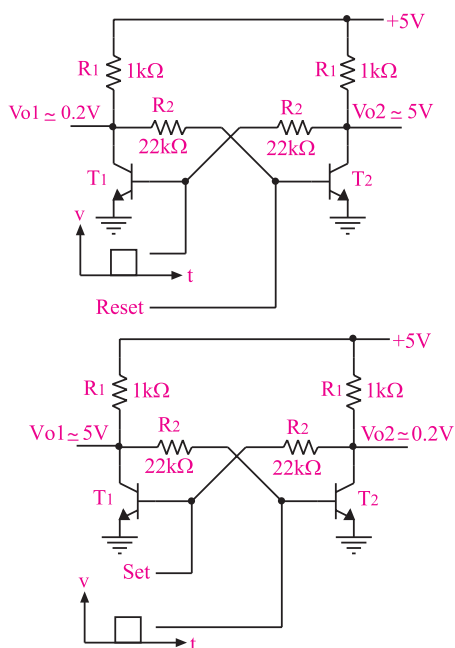 +5V
R1 1kΩ R1 1kΩ
Vo1 ≃ 0.2V R2 R2 Vo2 ≃ 5V
22kΩ 22kΩ
T1 T2
v
t
Reset
+5V
R1 1kΩ R1 1kΩ
Vo1 ≃ 5V R2 R2 Vo2 ≃ 0.2V
22kΩ 22kΩ
T1 T2
Set
v
t